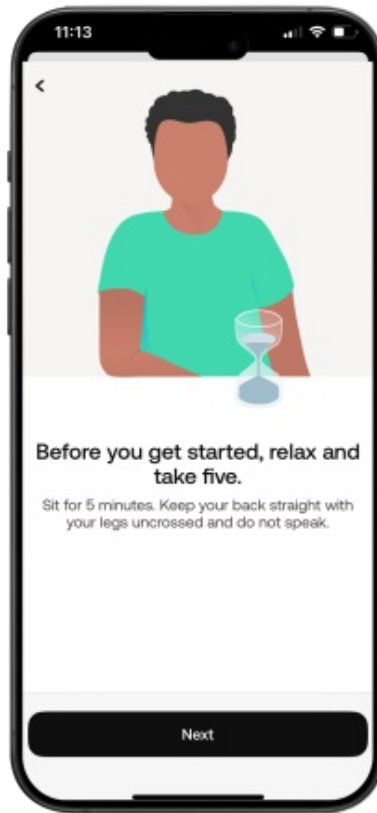 11:13
Before you get started, relax and
take five.
Sit for 5 minutes. Keep your back straight with
your legs uncrossed and do not speak.
Next